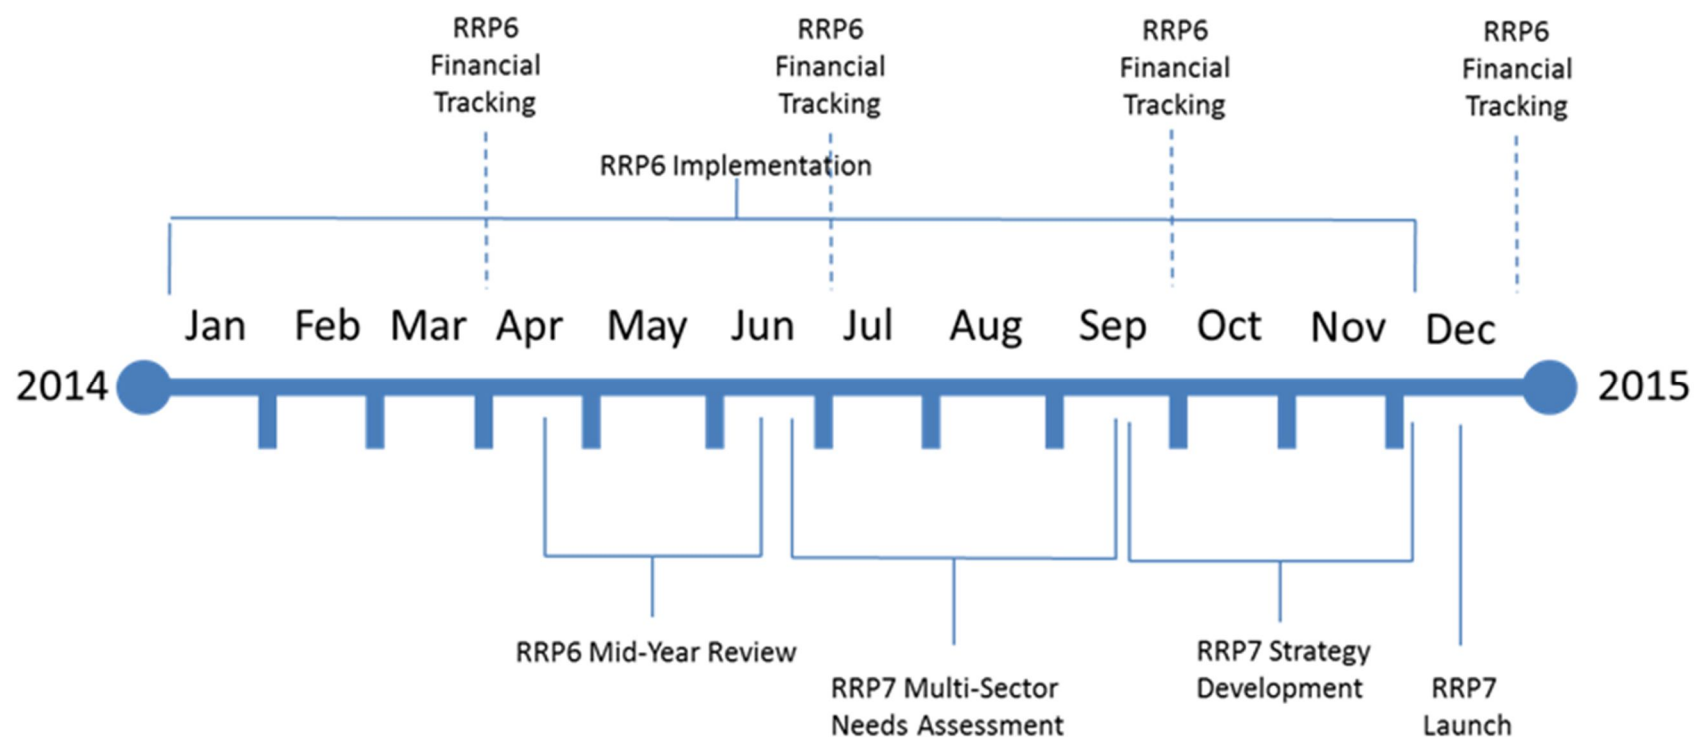 RRP6
Financial
Tracking
RRP6
Financial
Tracking
RRP6
Financial
Tracking
RRP6
Financial
Tracking
RRP6 Implementation
Jan Feb Mar Apr May Jun Jul Aug Sep Oct Nov Dec
2014
2015
RRP6 Mid-Year Review
RRP7 Multi-Sector
Needs Assessment
RRP7 Strategy
Development
RRP7
Launch